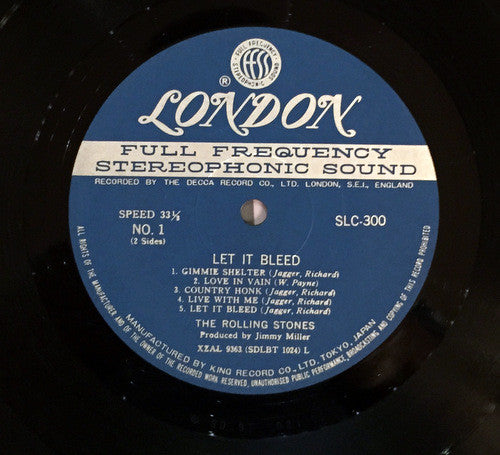 FULL FREQUENCY
FFSS
STEREOPHONIC SOUND
® LONDON
FULL FREQUENCY
STEREOPHONIC SOUND
RECORDED BY THE DECCA RECORD CO., LTD. LONDON, S.E.I., ENGLAND
SPEED 33⅓
NO. 1
(2 Sides)
SLC-300
LET IT BLEED
1. GIMMIE SHELTER (Jagger, Richard)
2. LOVE IN VAIN (W. Payne)
3. COUNTRY HONK (Jagger, Richard)
4. LIVE WITH ME (Jagger, Richard)
5. LET IT BLEED (Jagger, Richard)
THE ROLLING STONES
Produced by Jimmy Miller
XZAL 9363 (SDLBT 1024) L
MANUFACTURED BY KING RECORD CO., LTD. TOKYO, JAPAN
ALL RIGHTS OF THE MANUFACTURER AND OF THE OWNER OF THE RECORDED WORK RESERVED, UNAUTHORISED PUBLIC PERFORMANCE, BROADCASTING AND COPYING OF THIS RECORD PROHIBITED